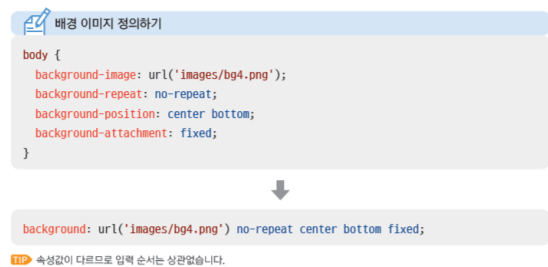 배경 이미지 정의하기
body {
background-image: url('images/bg4.png');
background-repeat: no-repeat;
background-position: center bottom;
background-attachment: fixed;
}
background: url('images/bg4.png') no-repeat center bottom fixed;
TIP 속성값이 다르므로 입력 순서는 상관없습니다.